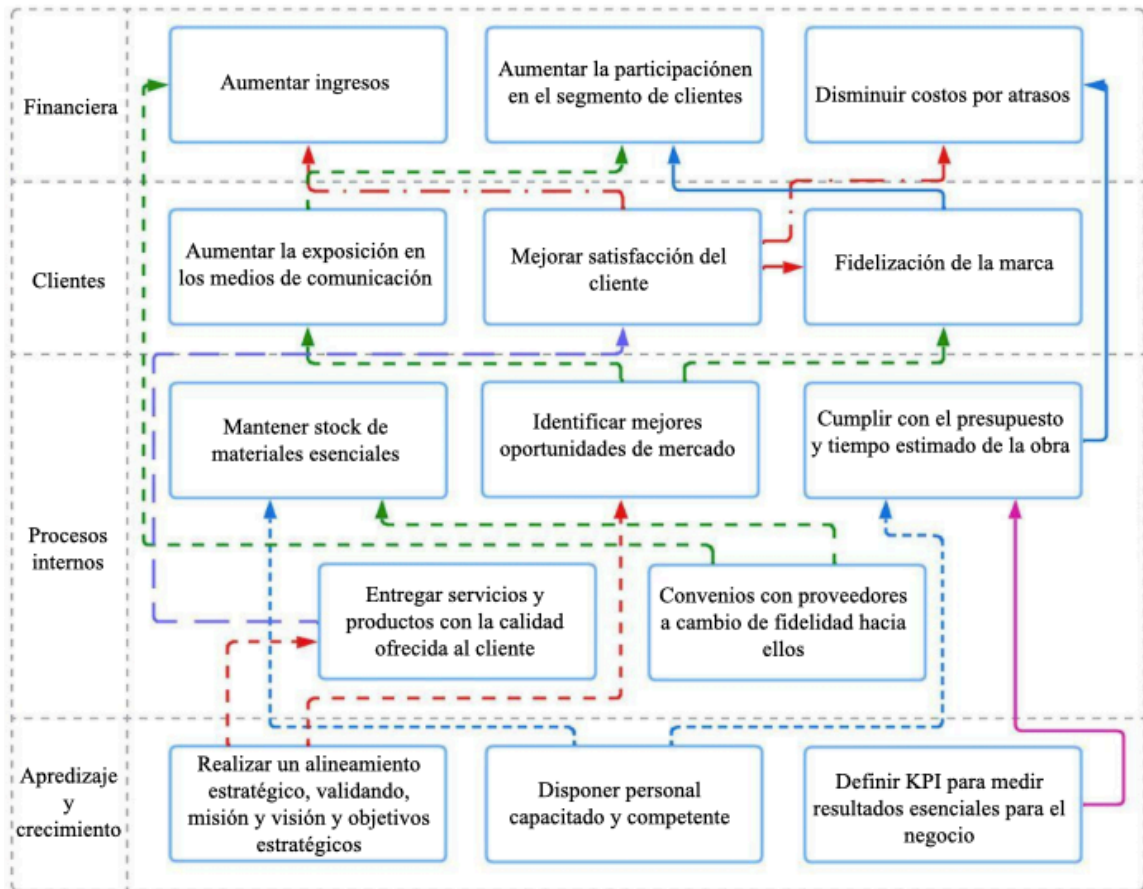 Financiera
Aumentar ingresos
Aumentar la participaciónen
en el segmento de clientes
Disminuir costos por atrasos
Clientes
Aumentar la exposición en
los medios de comunicación
Mejorar satisfacción del
cliente
Fidelización de la marca
Procesos
internos
Mantener stock de
materiales esenciales
Identificar mejores
oportunidades de mercado
Cumplir con el presupuesto
y tiempo estimado de la obra
Entregar servicios y
productos con la calidad
ofrecida al cliente
Convenios con proveedores
a cambio de fidelidad hacia
ellos
Apredizaje
y
crecimiento
Realizar un alineamiento
estratégico, validando,
misión y visión y objetivos
estratégicos
Disponer personal
capacitado y competente
Definir KPI para medir
resultados esenciales para el
negocio